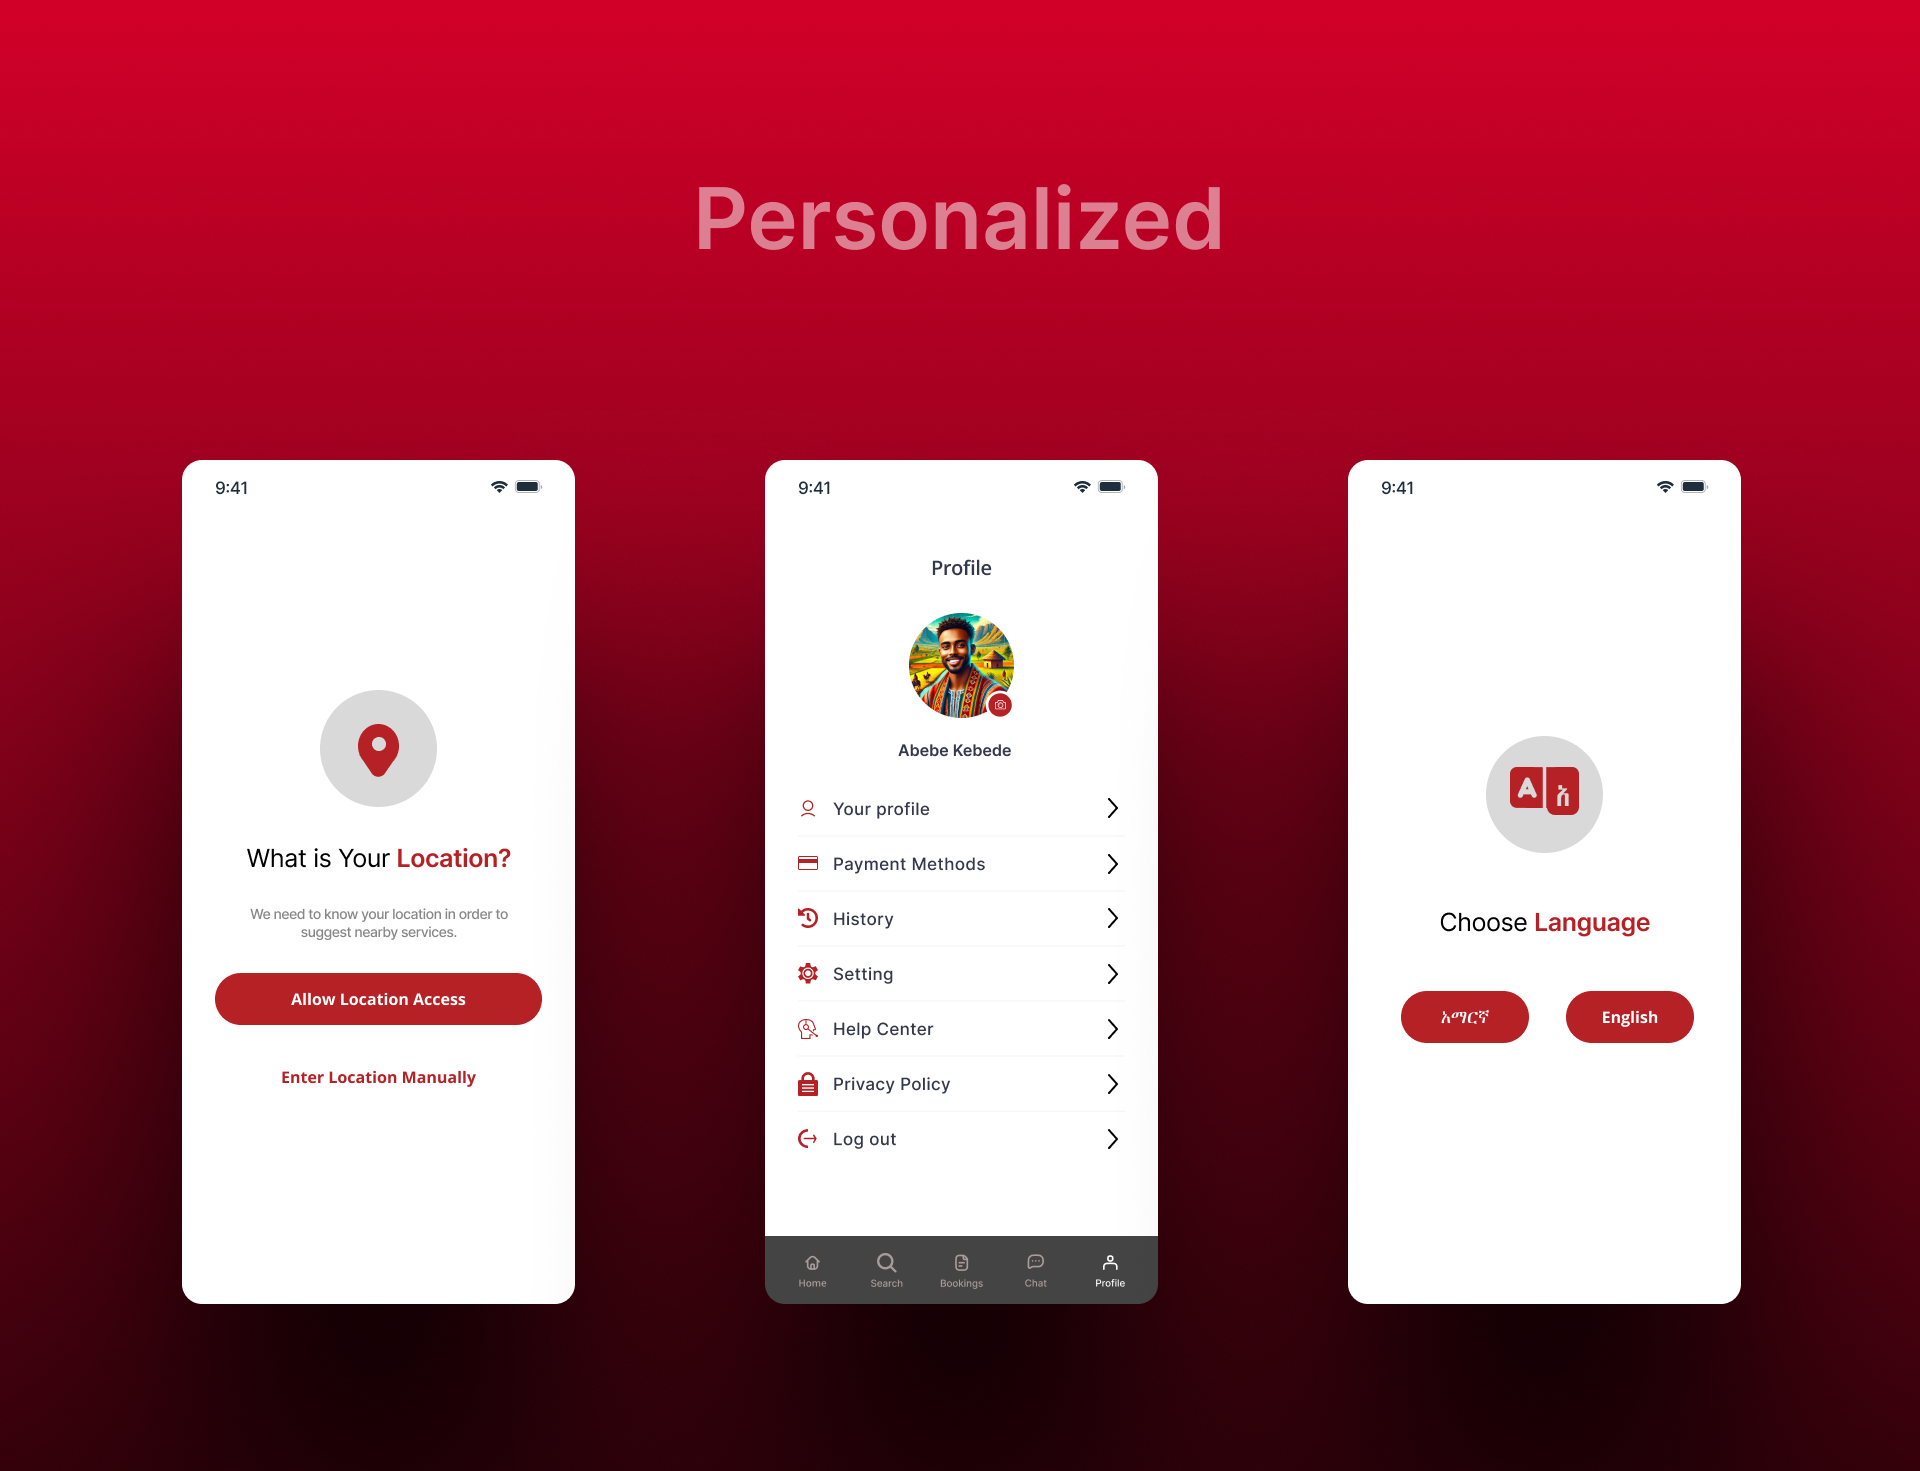 Personalized
9:41
What is Your Location?
We need to know your location in order to
suggest nearby services.
Allow Location Access
Enter Location Manually
9:41
Profile
Abebe Kebede
Your profile
Payment Methods
History
Setting
Help Center
Privacy Policy
Log out
Home
Search
Bookings
Chat
Profile
9:41
A
አ
Choose Language
አማርኛ
English